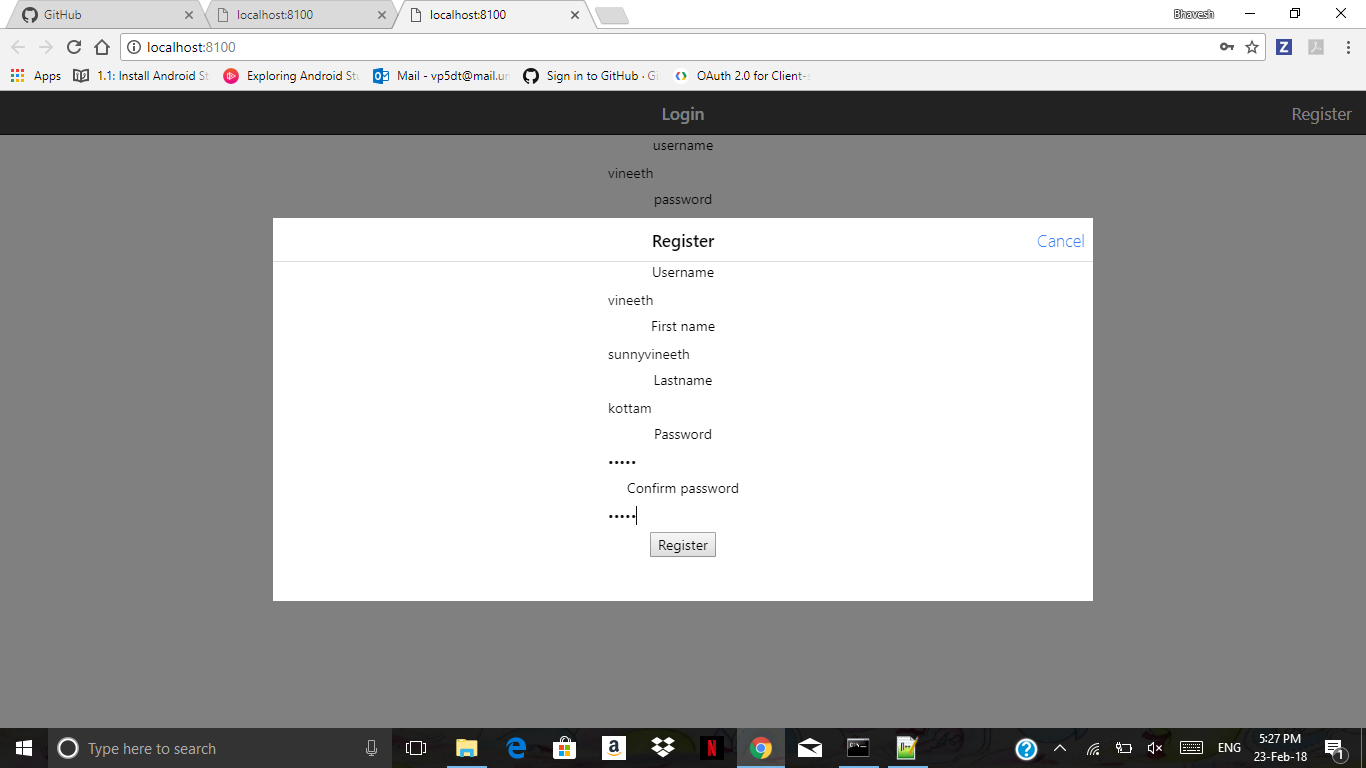 GitHub
localhost:8100
localhost:8100
Bhavesh
localhost:8100
Apps
1.1: Install Android St
Exploring Android Stu
Mail - vp5dt@mail.um
Sign in to GitHub · Gi
OAuth 2.0 for Client-s
Login
Register
username
vineeth
password
Register
Cancel
Username
vineeth
First name
sunnyvineeth
Lastname
kottam
Password
•••••
Confirm password
•••••
Register
Type here to search
ENG
5:27 PM
23-Feb-18
1